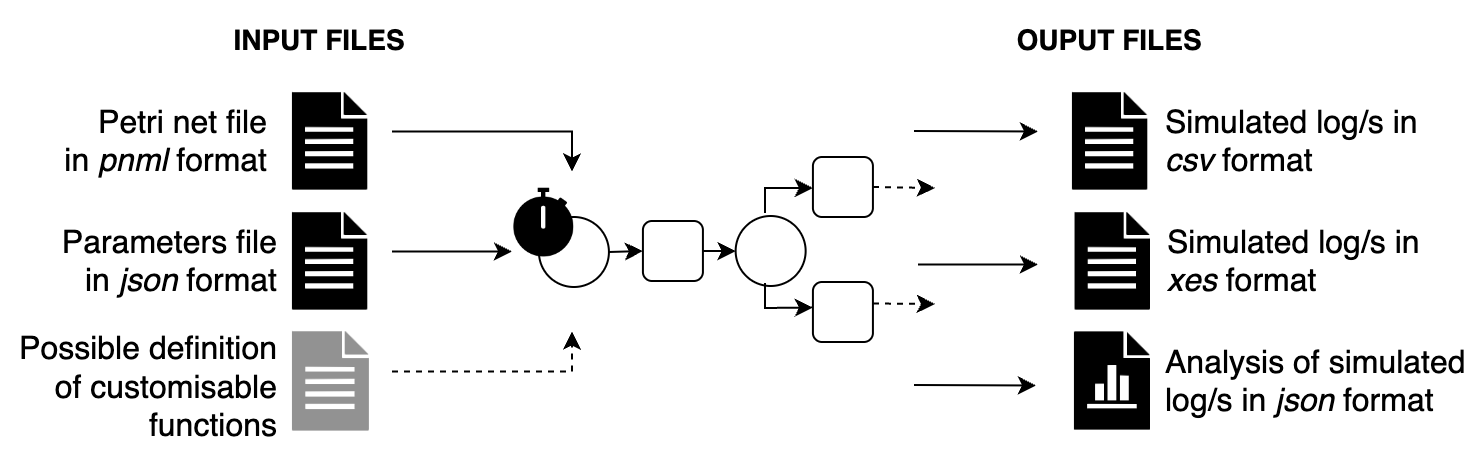 INPUT FILES
Petri net file
in pnml format
Parameters file
in json format
Possible definition
of customisable
functions
OUPUT FILES
Simulated log/s in
csv format
Simulated log/s in
xes format
Analysis of simulated
log/s in json format